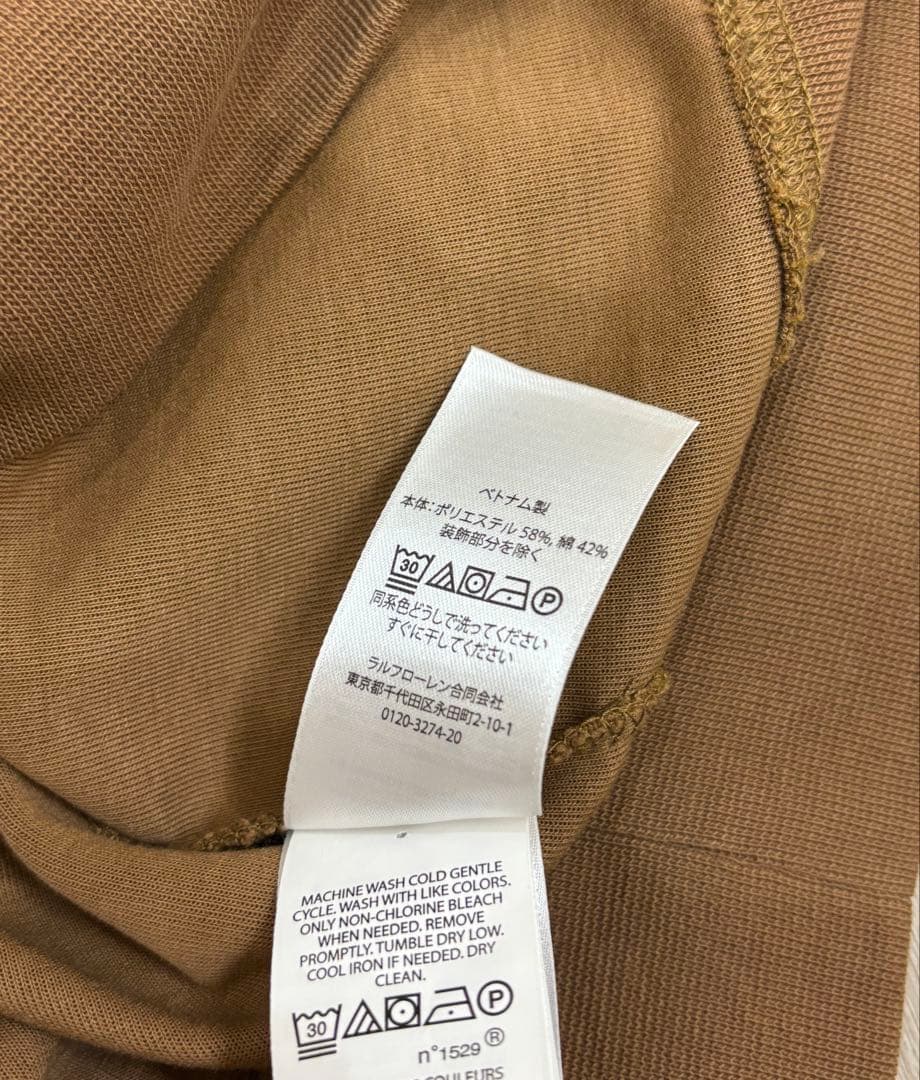 ベトナム製
本体：ポリエステル 58%, 綿 42%
装飾部分を除く
30 P
同系色どうしで洗ってください
すぐに干してください
ラルフローレン合同会社
東京都千代田区永田町2-10-1
0120-3274-20
MACHINE WASH COLD GENTLE
CYCLE. WASH WITH LIKE COLORS.
ONLY NON-CHLORINE BLEACH
WHEN NEEDED. REMOVE
PROMPTLY. TUMBLE DRY LOW.
COOL IRON IF NEEDED. DRY
CLEAN.
30 P
n°1529 ®
COULEURS